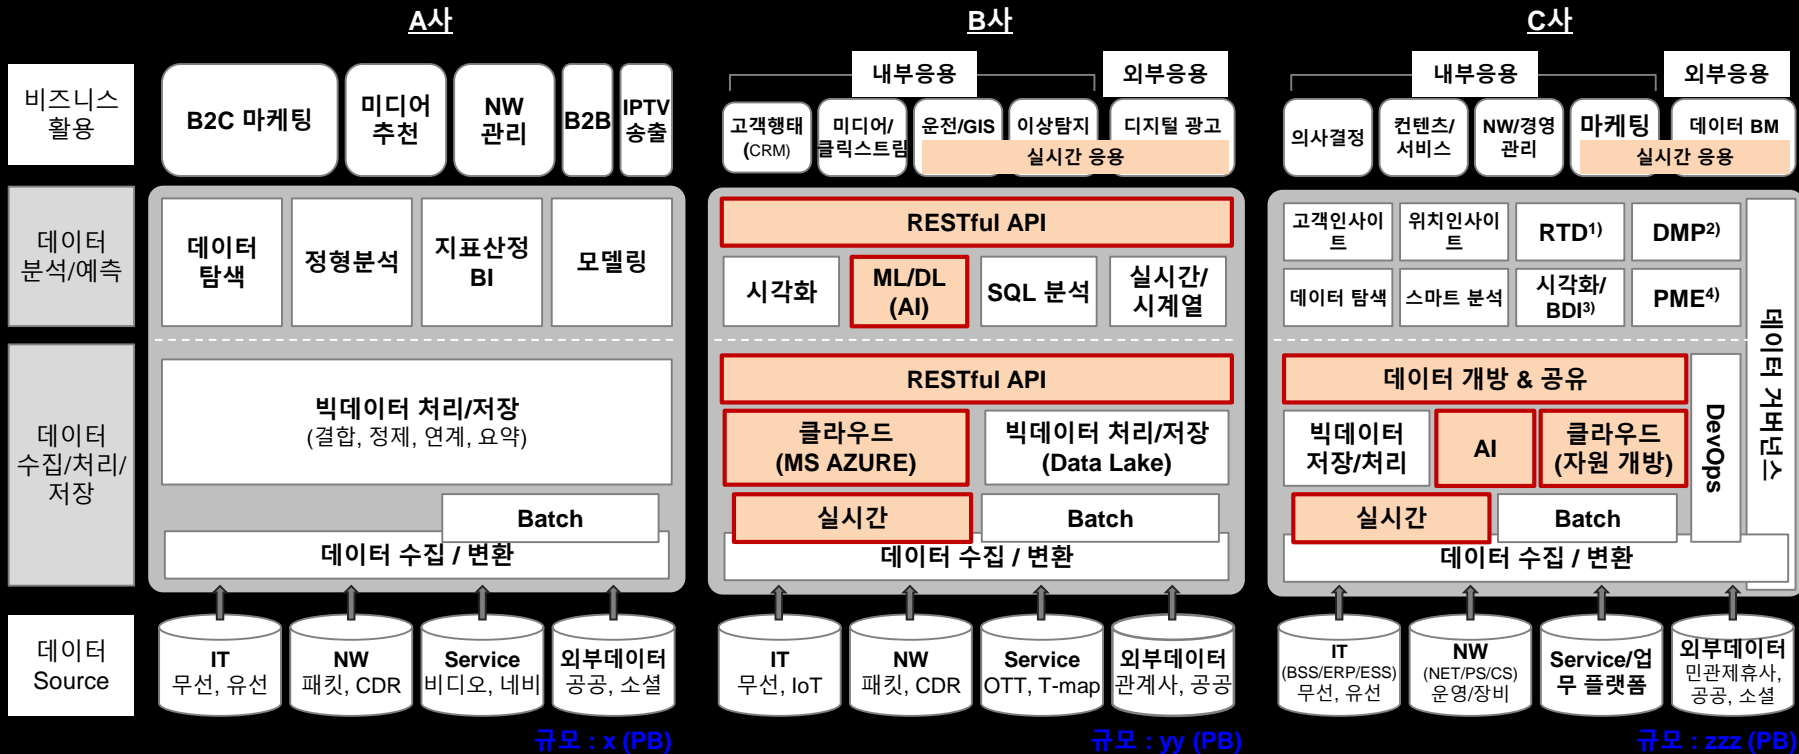 A사
B사
C사
비즈니스
활용
B2C 마케팅
미디어
추천
NW
관리
B2B
IPTV
송출
내부응용
외부응용
고객행태
(CRM)
미디어/
클릭스트림
운전/GIS
이상탐지
디지털 광고
실시간 응용
내부응용
외부응용
의사결정
컨텐츠/
서비스
NW/경영
관리
마케팅
데이터 BM
실시간 응용
데이터
분석/예측
데이터
탐색
정형분석
지표산정
BI
모델링
RESTful API
시각화
ML/DL
(AI)
SQL 분석
실시간/
시계열
고객인사이
트
위치인사이
트
RTD1)
DMP2)
데이터 탐색
스마트 분석
시각화/
BDI3)
PME4)
데이터 거버넌스
데이터
수집/처리/
저장
빅데이터 처리/저장
(결합, 정제, 연계, 요약)
Batch
데이터 수집 / 변환
RESTful API
클라우드
(MS AZURE)
빅데이터 처리/저장
(Data Lake)
실시간
Batch
데이터 수집 / 변환
데이터 개방 & 공유
빅데이터
저장/처리
AI
클라우드
(자원 개방)
DevOps
실시간
Batch
데이터 수집 / 변환
데이터
Source
IT
무선, 유선
NW
패킷, CDR
Service
비디오, 네비
외부데이터
공공, 소셜
IT
무선, IoT
NW
패킷, CDR
Service
OTT, T-map
외부데이터
관계사, 공공
IT
(BSS/ERP/ESS)
무선, 유선
NW
(NET/PS/CS)
운영/장비
Service/업
무 플랫폼
외부데이터
민관제휴사,
공공, 소셜
규모 : x (PB)
규모 : yy (PB)
규모 : zzz (PB)